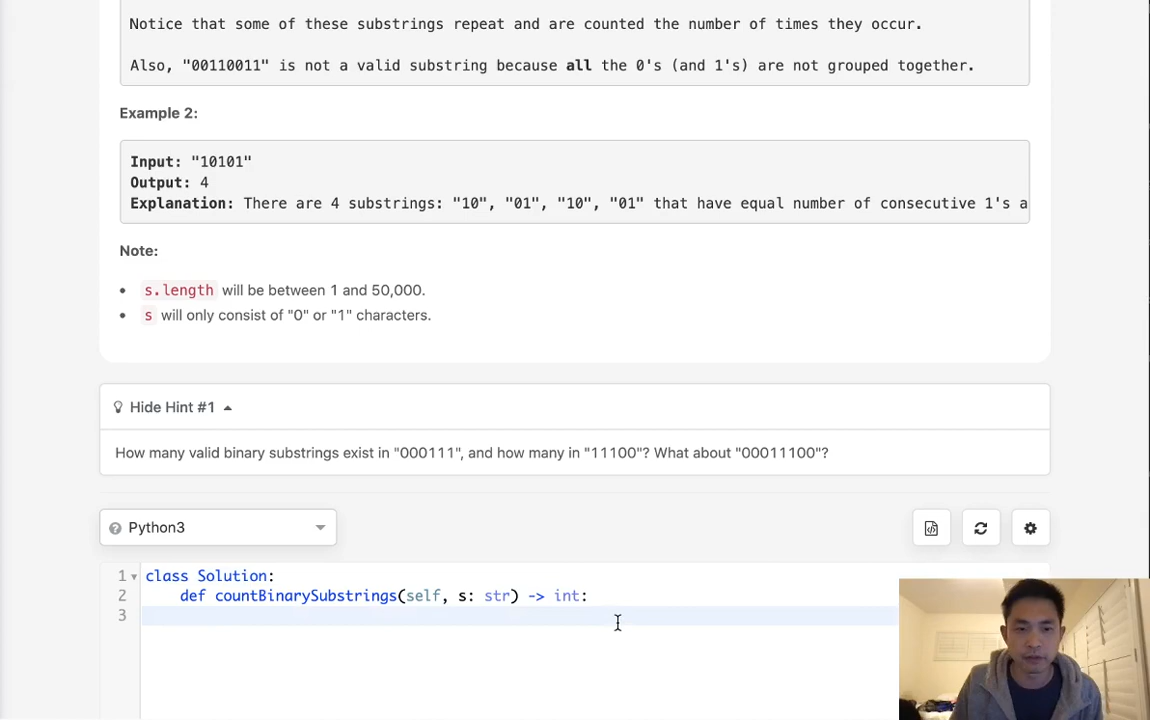 Notice that some of these substrings repeat and are counted the number of times they occur.
Also, "00110011" is not a valid substring because all the 0's (and 1's) are not grouped together.
Example 2:
Input: "10101"
Output: 4
Explanation: There are 4 substrings: "10", "01", "10", "01" that have equal number of consecutive 1's a
Note:
• s.length will be between 1 and 50,000.
• s will only consist of "0" or "1" characters.
Hide Hint #1
How many valid binary substrings exist in "000111", and how many in "11100"? What about "00011100"?
Python3
1 class Solution:
2 def countBinarySubstrings(self, s: str) -> int:
3